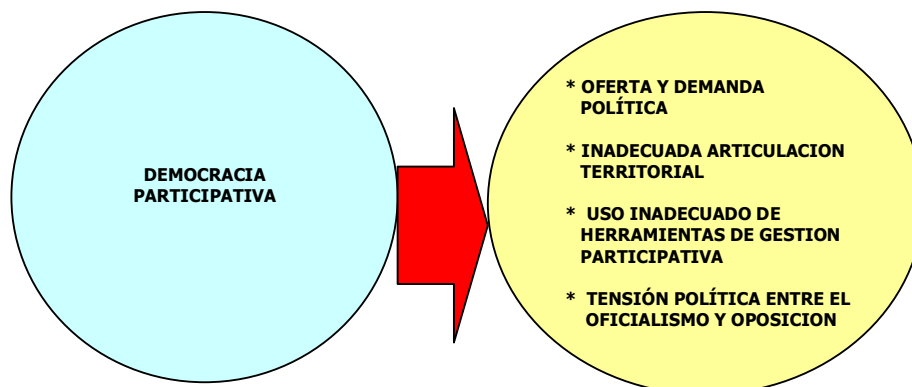 DEMOCRACIA
PARTICIPATIVA
* OFERTA Y DEMANDA
POLÍTICA
* INADECUADA ARTICULACION
TERRITORIAL
* USO INADECUADO DE
HERRAMIENTAS DE GESTION
PARTICIPATIVA
* TENSIÓN POLÍTICA ENTRE EL
OFICIALISMO Y OPOSICION